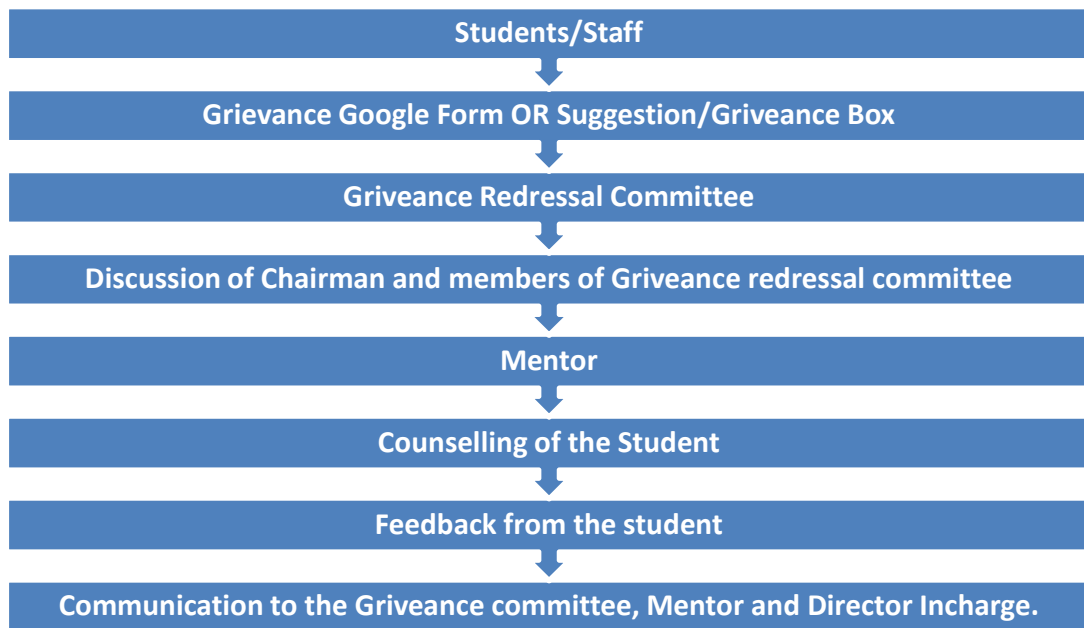 Students/Staff
Grievance Google Form OR Suggestion/Griveance Box
Griveance Redressal Committee
Discussion of Chairman and members of Griveance redressal committee
Mentor
Counselling of the Student
Feedback from the student
Communication to the Griveance committee, Mentor and Director Incharge.